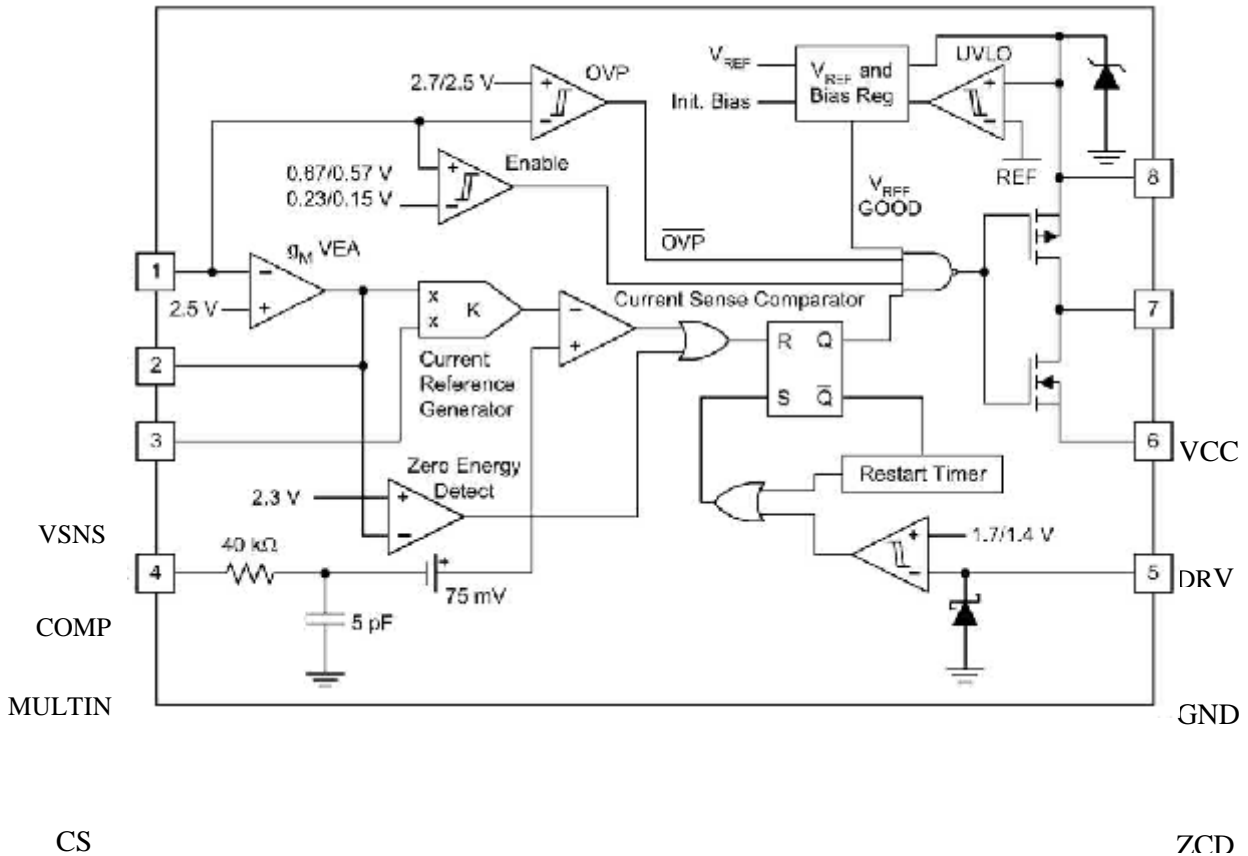 VREF
VREF and
Bias Reg
UVLO
2.7/2.5 V
OVP
Init. Bias
0.67/0.57 V
0.23/0.15 V
Enable
REF
8
VREF
GOOD
OVP
1
gM VEA
2.5 V
x
x
K
Current Sense Comparator
7
2
Current
Reference
Generator
R Q
S Q
3
6
VCC
Zero Energy
Detect
Restart Timer
2.3 V
VSNS
1.7/1.4 V
4
40 kΩ
75 mV
5
DRV
COMP
5 pF
MULTIN
GND
CS
ZCD